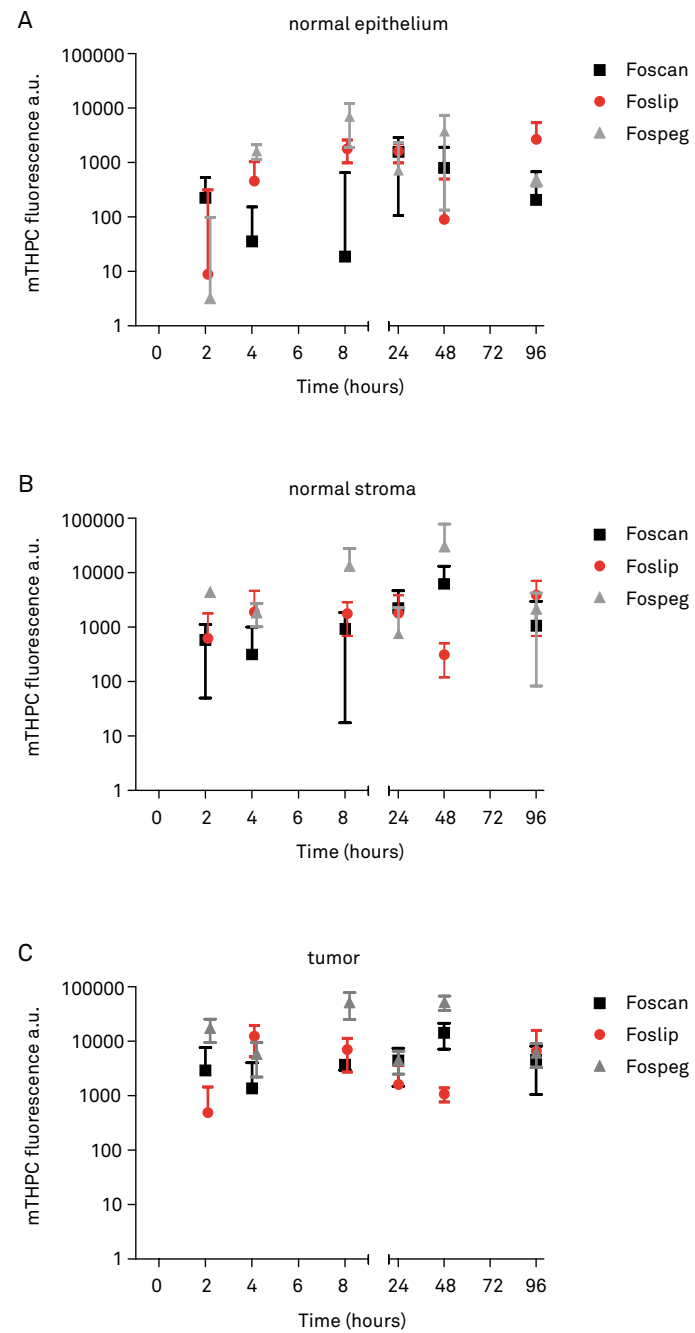 A
normal epithelium
mTHPC fluorescence a.u.
100000
10000
1000
100
10
1
0 2 4 6 8 24 48 72 96
Time (hours)
Foscan
Foslip
Fospeg
B
normal stroma
mTHPC fluorescence a.u.
100000
10000
1000
100
10
1
0 2 4 6 8 24 48 72 96
Time (hours)
Foscan
Foslip
Fospeg
C
tumor
mTHPC fluorescence a.u.
100000
10000
1000
100
10
1
0 2 4 6 8 24 48 72 96
Time (hours)
Foscan
Foslip
Fospeg